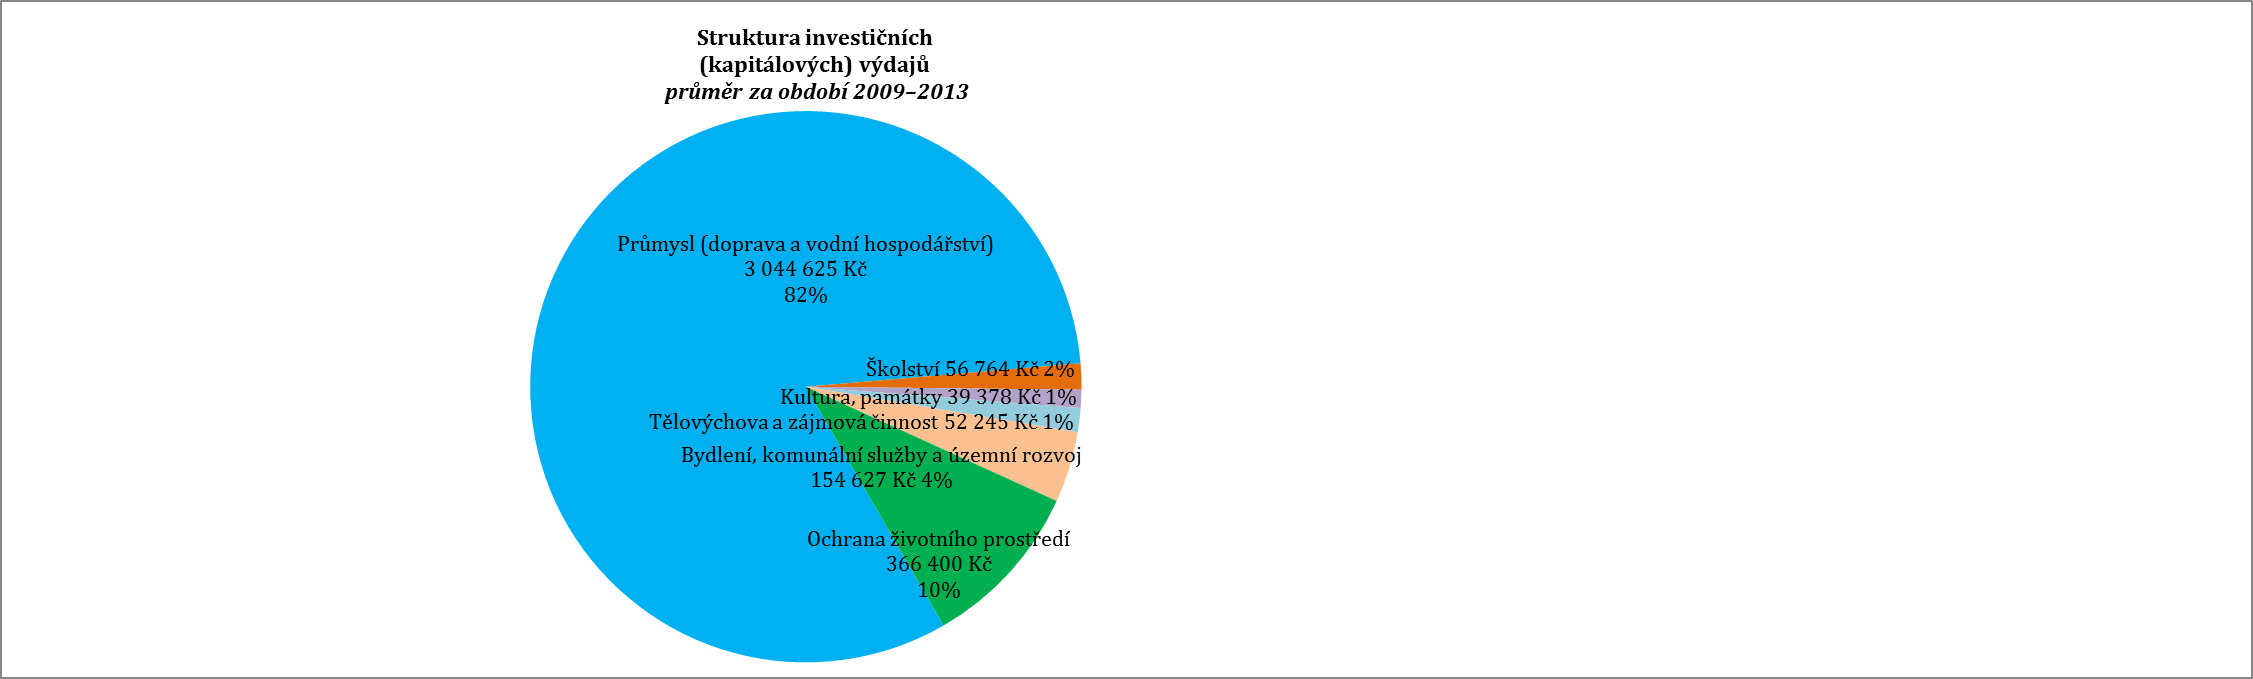 Struktura investičních
(kapitálových) výdajů
průměr za období 2009–2013
Průmysl (doprava a vodní hospodářství)
3 044 625 Kč
82%
Školství 56 764 Kč 2%
Kultura, památky 39 378 Kč 1%
Tělovýchova a zájmová činnost 52 245 Kč 1%
Bydlení, komunální služby a územní rozvoj
154 627 Kč 4%
Ochrana životního prostředí
366 400 Kč
10%